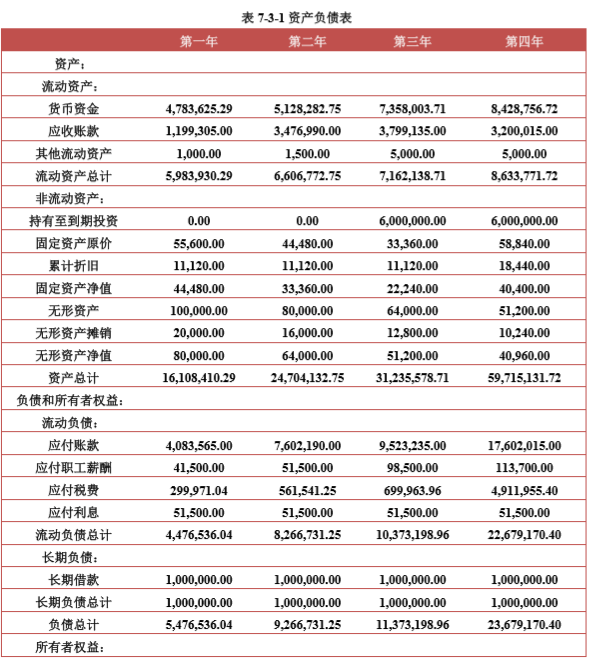 表 7-3-1 资产负债表
第一年 第二年 第三年 第四年
资产：
流动资产：
货币资金 4,783,625.29 5,128,282.75 7,358,003.71 8,428,756.72
应收账款 1,199,305.00 3,476,990.00 3,799,135.00 3,200,015.00
其他流动资产 1,000.00 1,500.00 5,000.00 5,000.00
流动资产总计 5,983,930.29 6,606,772.75 7,162,138.71 8,633,771.72
非流动资产：
持有至到期投资 0.00 0.00 6,000,000.00 6,000,000.00
固定资产原价 55,600.00 44,480.00 33,360.00 58,840.00
累计折旧 11,120.00 11,120.00 11,120.00 18,440.00
固定资产净值 44,480.00 33,360.00 22,240.00 40,400.00
无形资产 100,000.00 80,000.00 64,000.00 51,200.00
无形资产摊销 20,000.00 16,000.00 12,800.00 10,240.00
无形资产净值 80,000.00 64,000.00 51,200.00 40,960.00
资产总计 16,108,410.29 24,704,132.75 31,235,578.71 59,715,131.72
负债和所有者权益：
流动负债：
应付账款 4,083,565.00 7,602,190.00 9,523,235.00 17,602,015.00
应付职工薪酬 41,500.00 51,500.00 98,500.00 113,700.00
应付税费 299,971.04 561,541.25 699,963.96 4,911,955.40
应付利息 51,500.00 51,500.00 51,500.00 51,500.00
流动负债总计 4,476,536.04 8,266,731.25 10,373,198.96 22,679,170.40
长期负债：
长期借款 1,000,000.00 1,000,000.00 1,000,000.00 1,000,000.00
长期负债总计 1,000,000.00 1,000,000.00 1,000,000.00 1,000,000.00
负债总计 5,476,536.04 9,266,731.25 11,373,198.96 23,679,170.40
所有者权益：